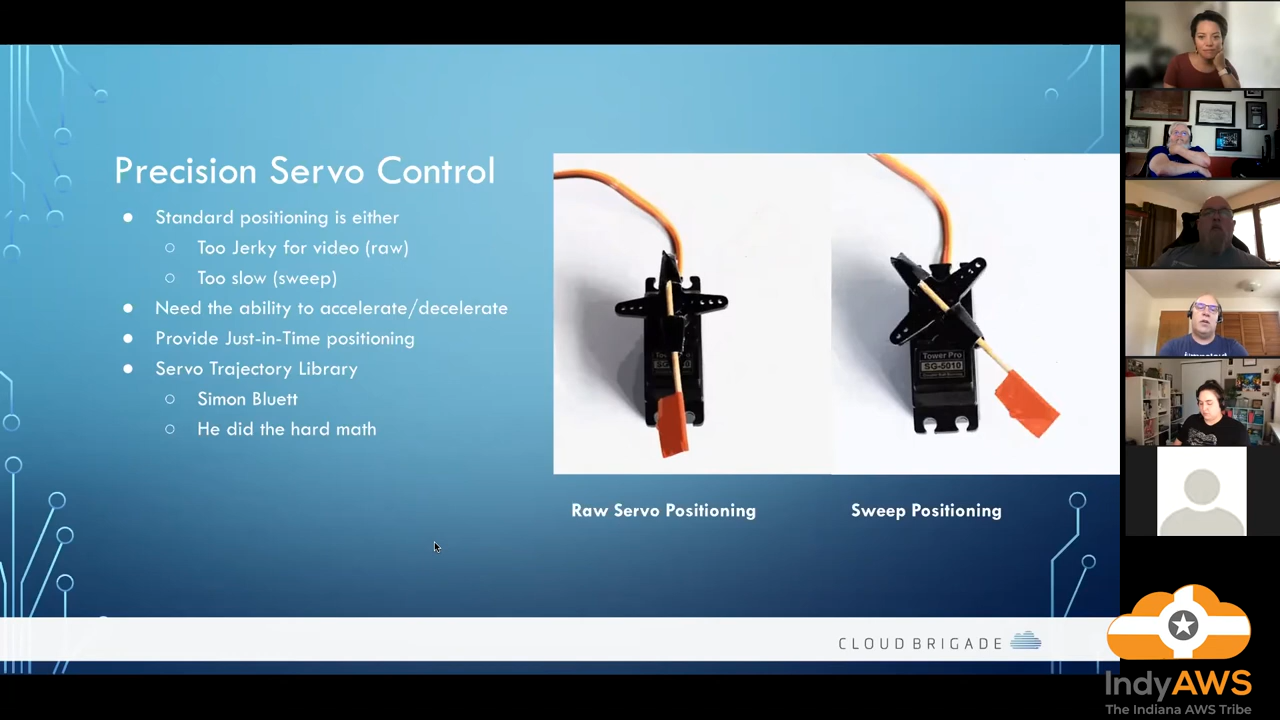 Precision Servo Control
● Standard positioning is either
○ Too Jerky for video (raw)
○ Too slow (sweep)
● Need the ability to accelerate/decelerate
● Provide Just-in-Time positioning
● Servo Trajectory Library
○ Simon Bluett
○ He did the hard math
Tower Pro
SG-5010
Raw Servo Positioning
Sweep Positioning
CLOUD BRIGADE
IndyAWS
The Indiana AWS Tribe